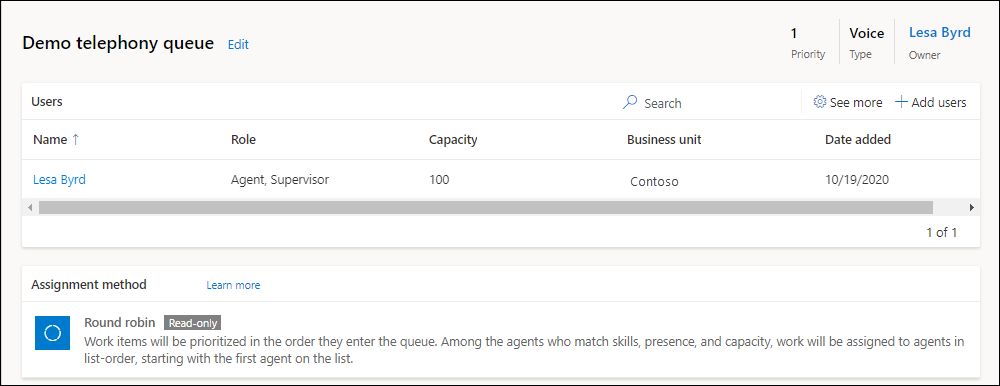 Demo telephony queue Edit
1 Voice Lesa Byrd
Priority Type Owner
Users Search See more Add users
Name ↑ Role Capacity Business unit Date added
Lesa Byrd Agent, Supervisor 100 Contoso 10/19/2020
1 of 1
Assignment method Learn more
Round robin Read-only
Work items will be prioritized in the order they enter the queue. Among the agents who match skills, presence, and capacity, work will be assigned to agents in
list-order, starting with the first agent on the list.